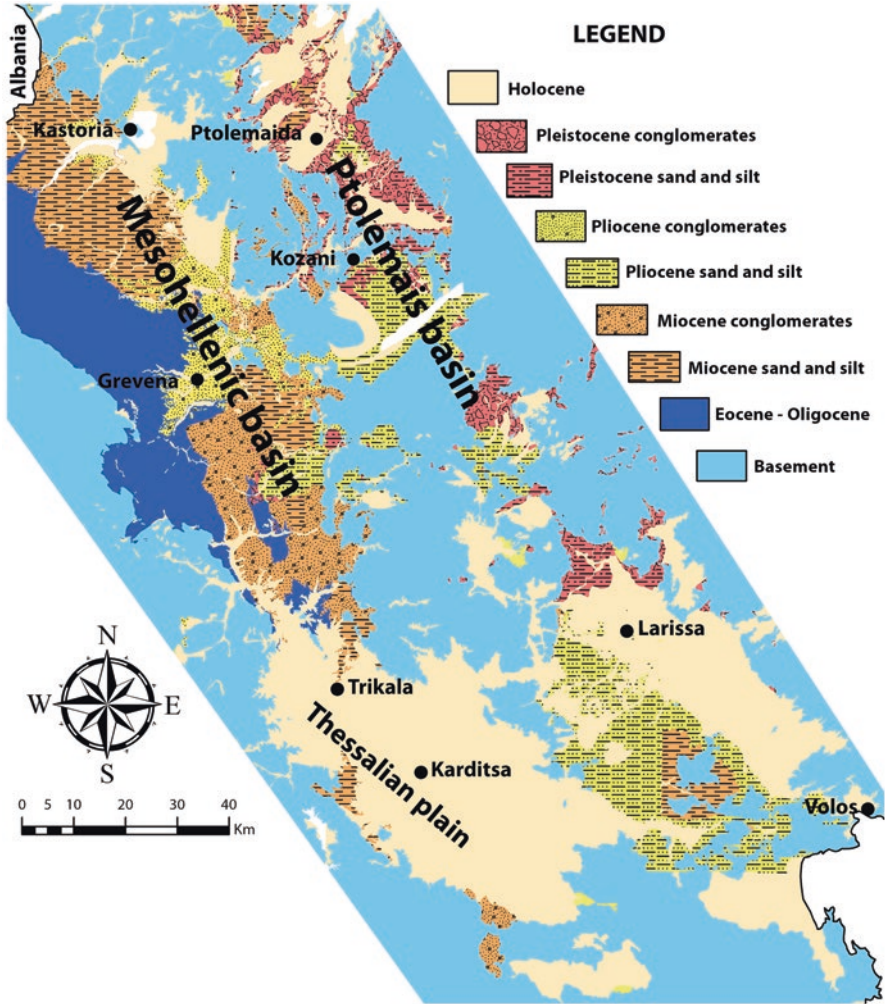 Albania
LEGEND
Holocene
Pleistocene conglomerates
Pleistocene sand and silt
Pliocene conglomerates
Pliocene sand and silt
Miocene conglomerates
Miocene sand and silt
Eocene - Oligocene
Basement
Kastoria
Ptolemaida
Ptolemais basin
Mesohellenic basin
Kozani
Grevena
Larissa
Trikala
Thessalian plain
Karditsa
Volos
N
W
E
S
0 5 10 20 30 40
Km